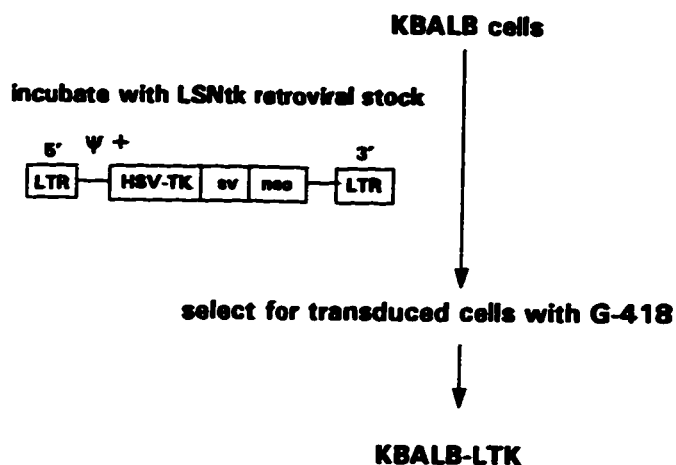 KBALB cells
incubate with LSNtk retroviral stock
5′ Ψ + 3′
LTR HSV-TK sv neo LTR
select for transduced cells with G-418
KBALB-LTK